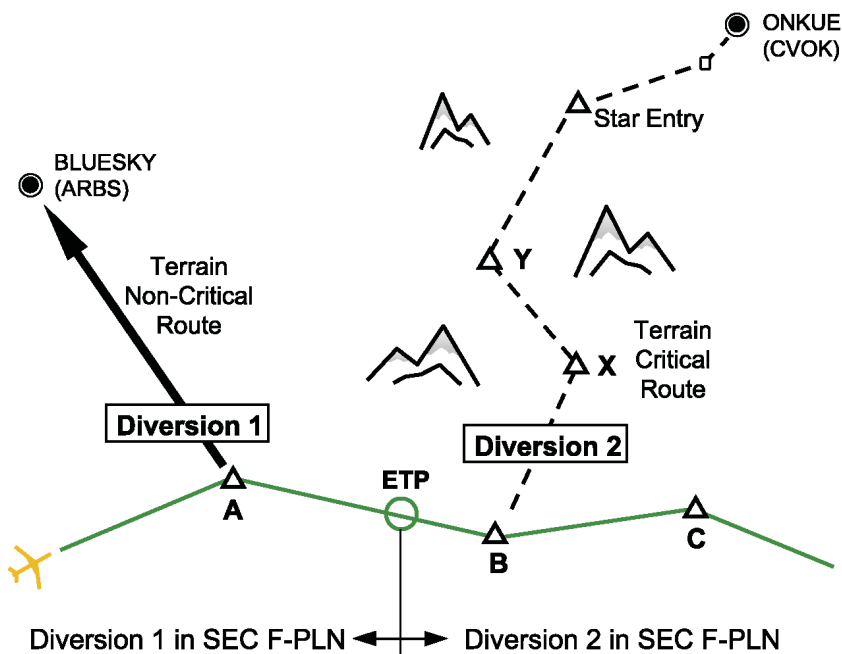 ONKUE
(CVOK)
Star Entry
BLUESKY
(ARBS)
Terrain
Non-Critical
Route
Y
X
Terrain
Critical
Route
Diversion 1
Diversion 2
ETP
A
B
C
Diversion 1 in SEC F-PLN
Diversion 2 in SEC F-PLN